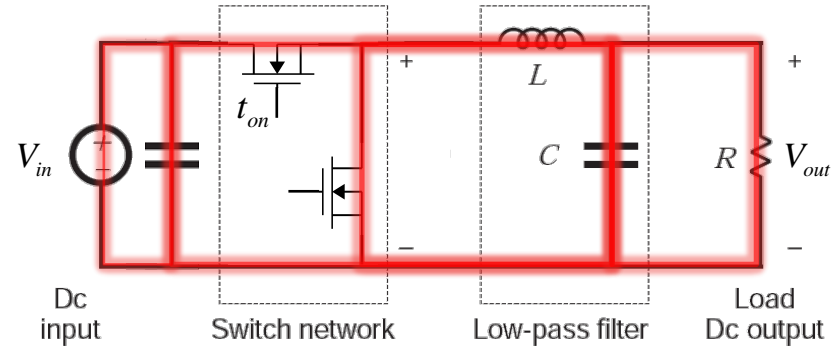 +
L
+
t_on
V_in
+
−
C
R
V_out
−
−
Dc
input
Switch network
Low-pass filter
Load
Dc output